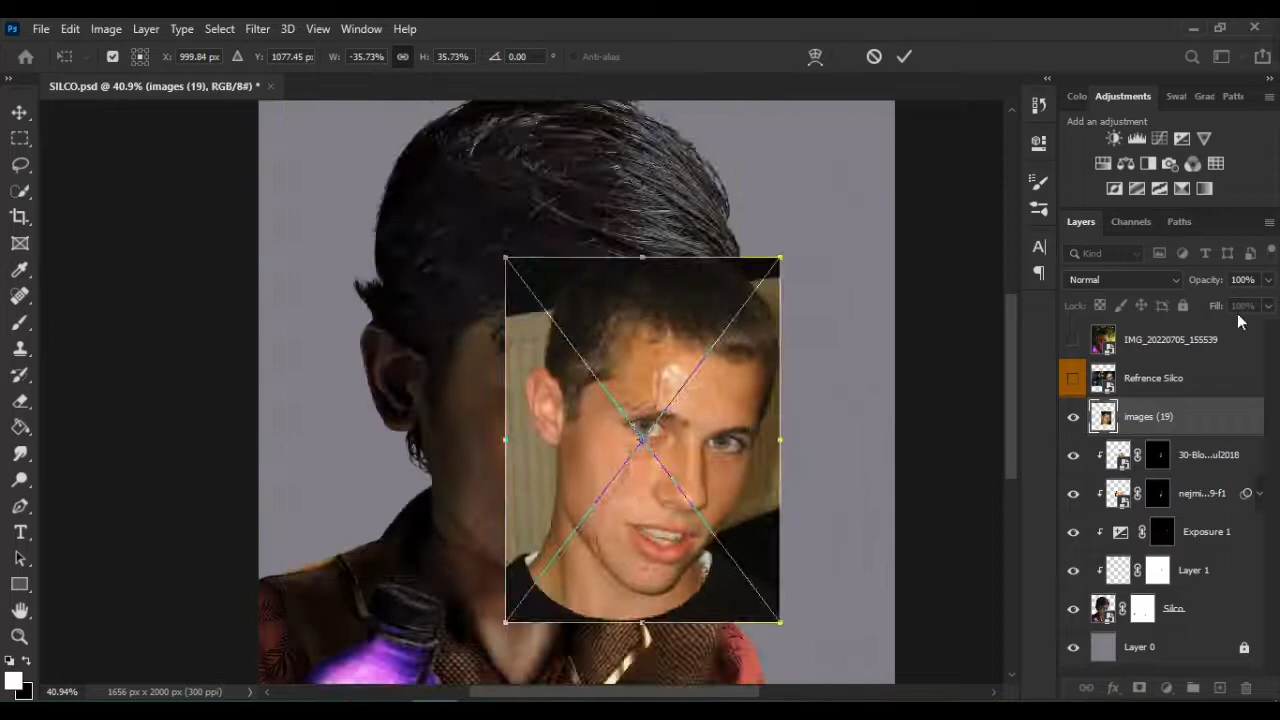 Ps File Edit Image Layer Type Select Filter 3D View Window Help
X: 999.84 px Y: 1077.45 p: W: -35.73% H: 35.73% 0.00 ° Anti-alias
SILCO.psd @ 40.9% (images (19), RGB/8#) * ×
Colo Adjustments Swat Grac Patte
Add an adjustment
Layers Channels Paths
Kind
Normal Opacity: 100%
Lock: Fill: 100%
IMG_20220705_155539
Refrence Silco
images (19)
30-Blo...ul2018
nejmi...9-f1
Exposure 1
Layer 1
Silco
Layer 0
40.94% 1656 px x 2000 px (300 ppi)